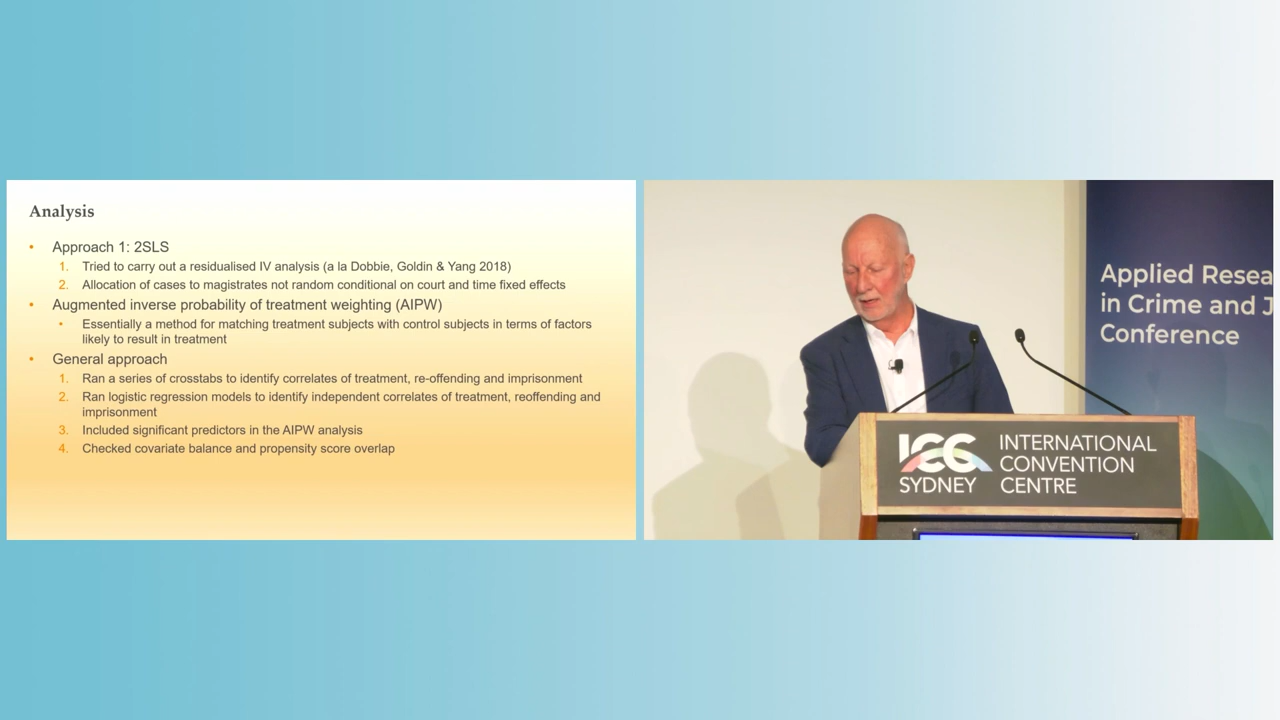 Analysis
• Approach 1: 2SLS
1. Tried to carry out a residualised IV analysis (a la Dobbie, Goldin & Yang 2018)
2. Allocation of cases to magistrates not random conditional on court and time fixed effects
• Augmented inverse probability of treatment weighting (AIPW)
• Essentially a method for matching treatment subjects with control subjects in terms of factors
likely to result in treatment
• General approach
1. Ran a series of crosstabs to identify correlates of treatment, re-offending and imprisonment
2. Ran logistic regression models to identify independent correlates of treatment, reoffending and
imprisonment
3. Included significant predictors in the AIPW analysis
4. Checked covariate balance and propensity score overlap
Applied Resea
in Crime and J
Conference
ICC
SYDNEY
INTERNATIONAL
CONVENTION
CENTRE